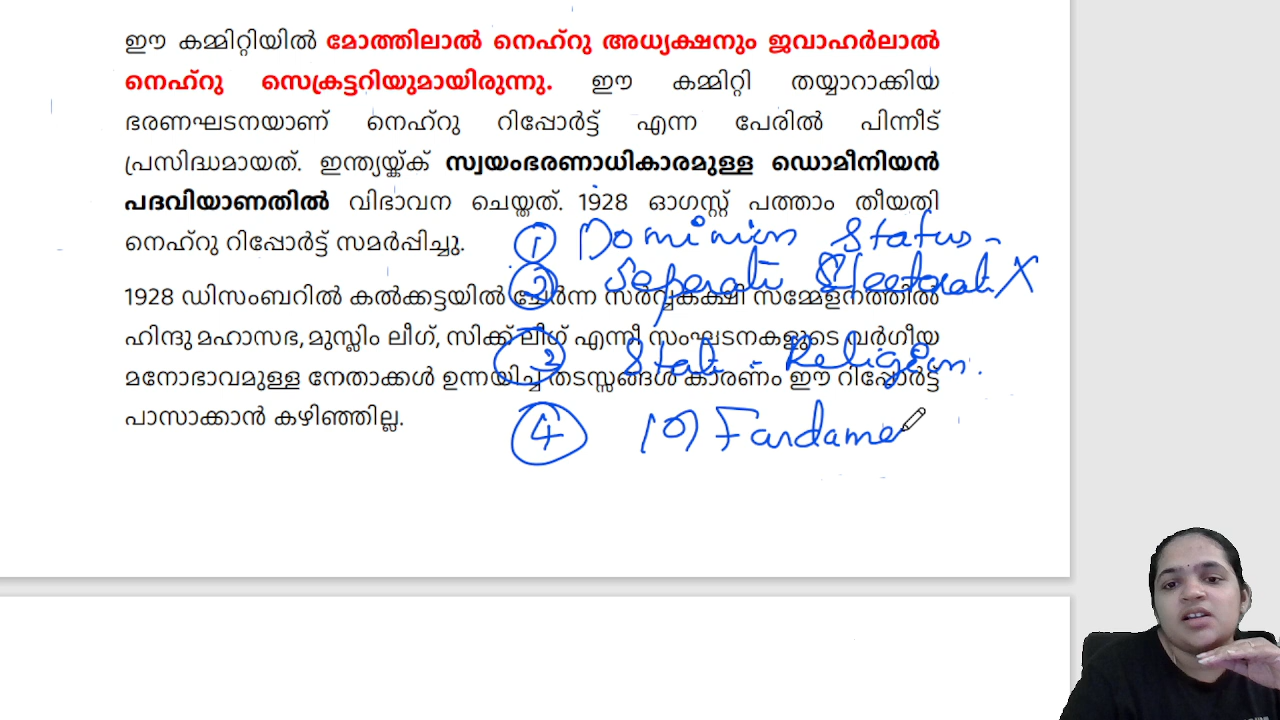 ഈ കമ്മിറ്റിയിൽ മോത്തിലാൽ നെഹ്റു അധ്യക്ഷനും ജവാഹർലാൽ
നെഹ്റു സെക്രട്ടറിയുമായിരുന്നു. ഈ കമ്മിറ്റി തയ്യാറാക്കിയ
ഭരണഘടനയാണ് നെഹ്റു റിപ്പോർട്ട് എന്ന പേരിൽ പിന്നീട്
പ്രസിദ്ധമായത്. ഇന്ത്യയ്ക്ക് സ്വയംഭരണാധികാരമുള്ള ഡൊമീനിയൻ
പദവിയാണതിൽ വിഭാവന ചെയ്തത്. 1928 ഓഗസ്റ്റ് പത്താം തീയതി
നെഹ്റു റിപ്പോർട്ട് സമർപ്പിച്ചു.
① Dominion Status -
② Separate Electorate X
1928 ഡിസംബറിൽ കൽക്കട്ടയിൽ ചേർന്ന സർവ്വകക്ഷി സമ്മേളനത്തിൽ
ഹിന്ദു മഹാസഭ, മുസ്ലിം ലീഗ്, സിക്ക് ലീഗ് എന്നീ സംഘടനകളുടെ വർഗീയ
③ State - Religion.
മനോഭാവമുള്ള നേതാക്കൾ ഉന്നയിച്ച തടസ്സങ്ങൾ കാരണം ഈ റിപ്പോർട്ട്
പാസാക്കാൻ കഴിഞ്ഞില്ല.
④ 19) Fundame